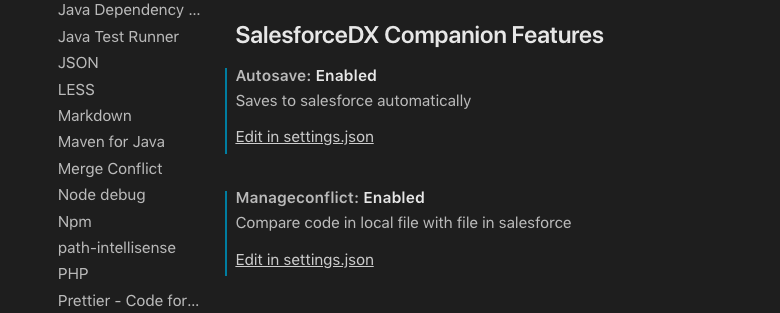 Java Dependency ...
Java Test Runner
JSON
LESS
Markdown
Maven for Java
Merge Conflict
Node debug
Npm
path-intellisense
PHP
Prettier - Code for...
SalesforceDX Companion Features
Autosave: Enabled
Saves to salesforce automatically
Edit in settings.json
Manageconflict: Enabled
Compare code in local file with file in salesforce
Edit in settings.json